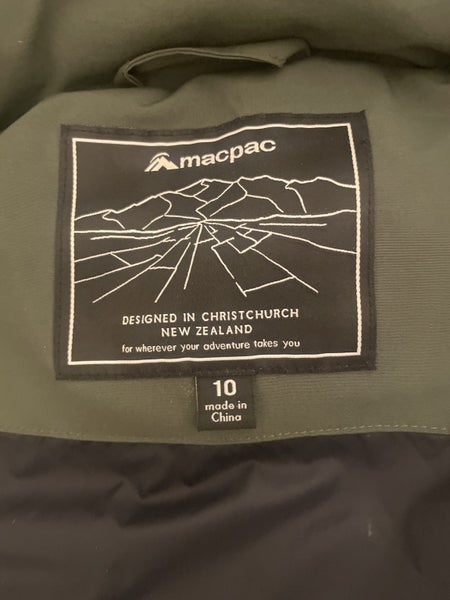 macpac
DESIGNED IN CHRISTCHURCH
NEW ZEALAND
for wherever your adventure takes you
10
made in
China